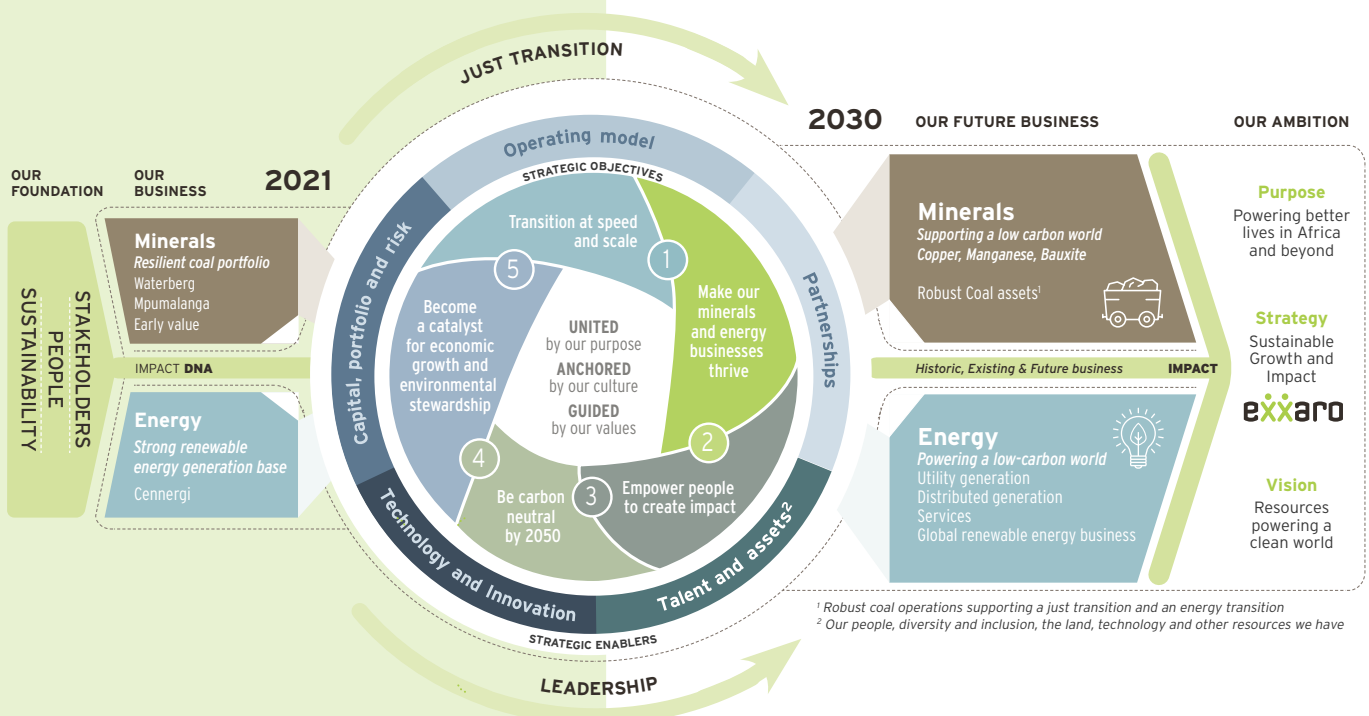 JUST TRANSITION
OUR
FOUNDATION
OUR
BUSINESS
2021
STAKEHOLDERS
PEOPLE
SUSTAINABILITY
Minerals
Resilient coal portfolio
Waterberg
Mpumalanga
Early value
IMPACT DNA
Energy
Strong renewable
energy generation base
Cennergi
Operating model
Partnerships
Talent and assets²
Technology and Innovation
Capital, portfolio and risk
STRATEGIC OBJECTIVES
Transition at speed
and scale
1
Make our
minerals
and energy
businesses
thrive
2
Empower people
to create impact
3
Be carbon
neutral
by 2050
4
Become
a catalyst
for economic
growth and
environmental
stewardship
5
UNITED
by our purpose
ANCHORED
by our culture
GUIDED
by our values
STRATEGIC ENABLERS
LEADERSHIP
2030
OUR FUTURE BUSINESS
Minerals
Supporting a low carbon world
Copper, Manganese, Bauxite
Robust Coal assets¹
Historic, Existing & Future business
IMPACT
Energy
Powering a low-carbon world
Utility generation
Distributed generation
Services
Global renewable energy business
OUR AMBITION
Purpose
Powering better
lives in Africa
and beyond
Strategy
Sustainable
Growth and
Impact
exxaro
Vision
Resources
powering a
clean world
¹ Robust coal operations supporting a just transition and an energy transition
² Our people, diversity and inclusion, the land, technology and other resources we have